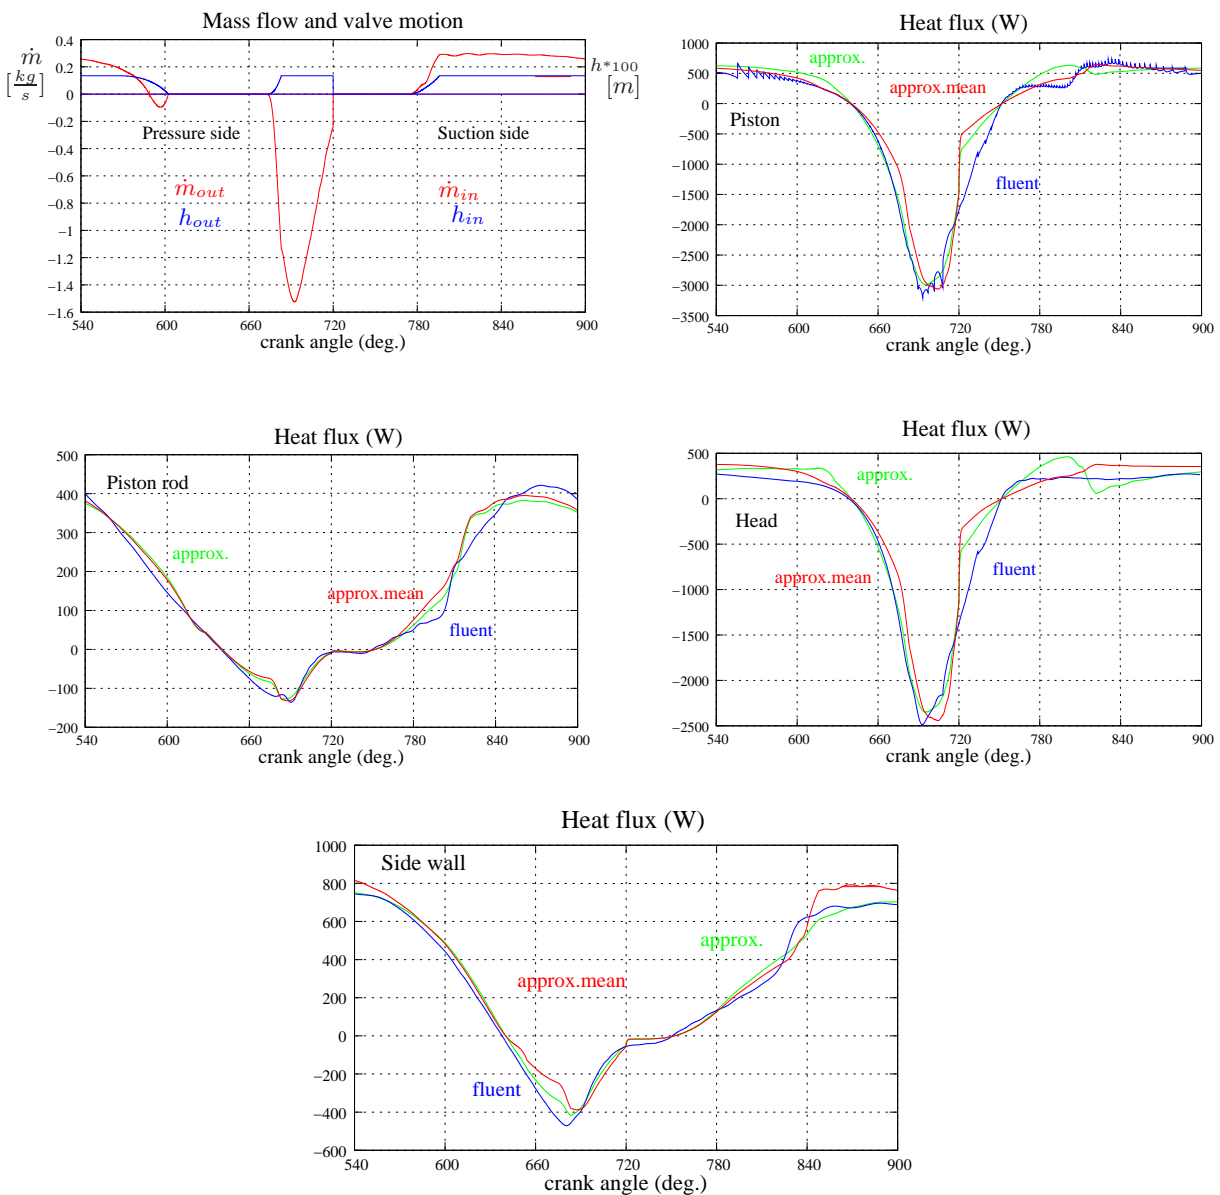 Mass flow and valve motion
ṁ
[kg/s]
h*100
[m]
0.4
0.2
0
−0.2
−0.4
−0.6
−0.8
−1
−1.2
−1.4
−1.6
Pressure side
Suction side
ṁout
hout
ṁin
hin
540 600 660 720 780 840 900
crank angle (deg.)
Heat flux (W)
1000
500
0
−500
−1000
−1500
−2000
−2500
−3000
−3500
approx.
approx.mean
Piston
fluent
540 600 660 720 780 840 900
crank angle (deg.)
Heat flux (W)
500
400
300
200
100
0
−100
−200
Piston rod
approx.
approx.mean
fluent
540 600 660 720 780 840 900
crank angle (deg.)
Heat flux (W)
500
0
−500
−1000
−1500
−2000
−2500
approx.
Head
approx.mean
fluent
540 600 660 720 780 840 900
crank angle (deg.)
Heat flux (W)
1000
800
600
400
200
0
−200
−400
−600
Side wall
approx.
approx.mean
fluent
540 600 660 720 780 840 900
crank angle (deg.)